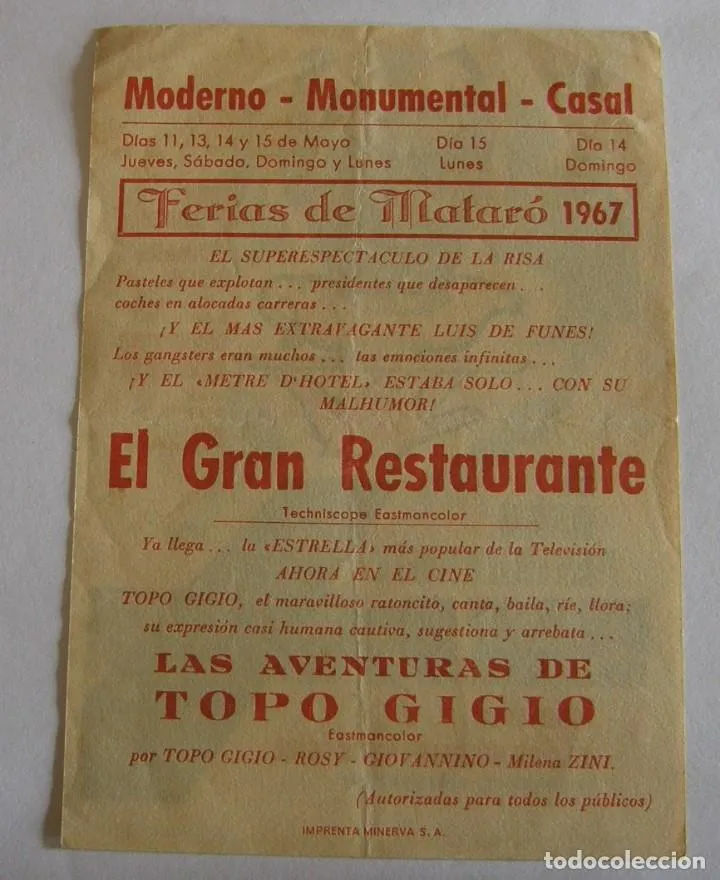 Moderno - Monumental - Casal
Días 11, 13, 14 y 15 de Mayo Día 15 Día 14
Jueves, Sábado, Domingo y Lunes Lunes Domingo
Ferias de Mataró 1967
EL SUPERESPECTACULO DE LA RISA
Pasteles que explotan . . . presidentes que desaparecen . . .
coches en alocadas carreras . . .
¡Y EL MAS EXTRAVAGANTE LUIS DE FUNES!
Los gangsters eran muchos . . . las emociones infinitas . . .
¡Y EL «METRE D'HOTEL» ESTABA SOLO . . . CON SU
MALHUMOR!
El Gran Restaurante
Techniscope Eastmancolor
Ya llega . . . la «ESTRELLA» más popular de la Televisión
AHORA EN EL CINE
TOPO GIGIO, el maravilloso ratoncito, canta, baila, ríe, llora;
su expresión casi humana cautiva, sugestiona y arrebata . . .
LAS AVENTURAS DE
TOPO GIGIO
Eastmancolor
por TOPO GIGIO - ROSY - GIOVANNINO - Milena ZINI.
(Autorizadas para todos los públicos)
IMPRENTA MINERVA S. A.
todocoleccion